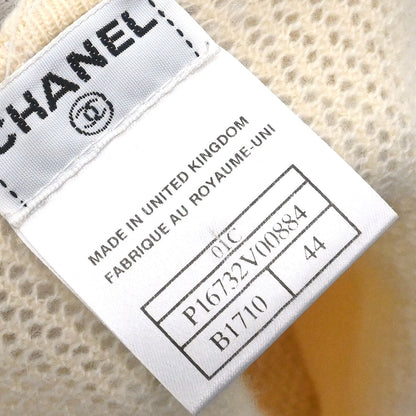 CHANEL
MADE IN UNITED KINGDOM
FABRIQUE AU ROYAUME-UNI
01C
P16732V00884
B1710 44